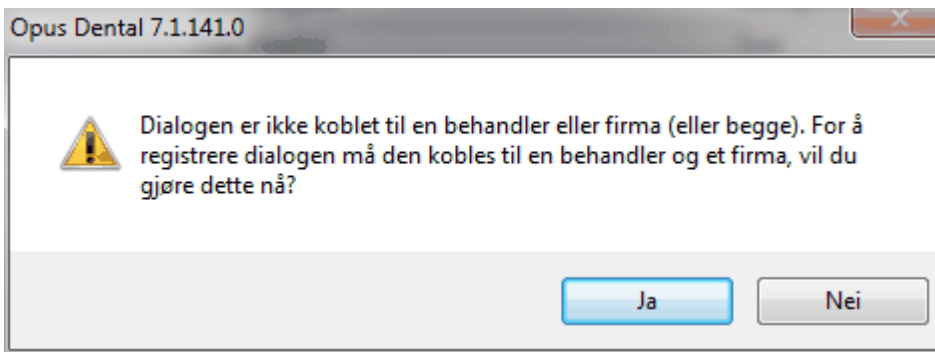 Opus Dental 7.1.141.0
Dialogen er ikke koblet til en behandler eller firma (eller begge). For å
registrere dialogen må den kobles til en behandler og et firma, vil du
gjøre dette nå?
Ja
Nei